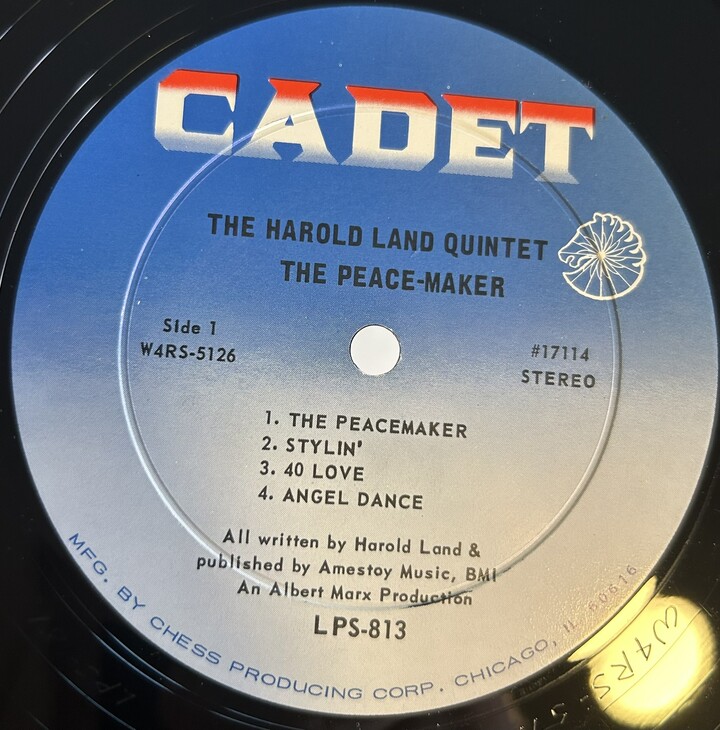 CADET
THE HAROLD LAND QUINTET
THE PEACE-MAKER
Side 1
W4RS-5126
#17114
STEREO
1. THE PEACEMAKER
2. STYLIN'
3. 40 LOVE
4. ANGEL DANCE
All written by Harold Land &
published by Amestoy Music, BMI
An Albert Marx Production
LPS-813
MFG. BY CHESS PRODUCING CORP. CHICAGO, IL 60616